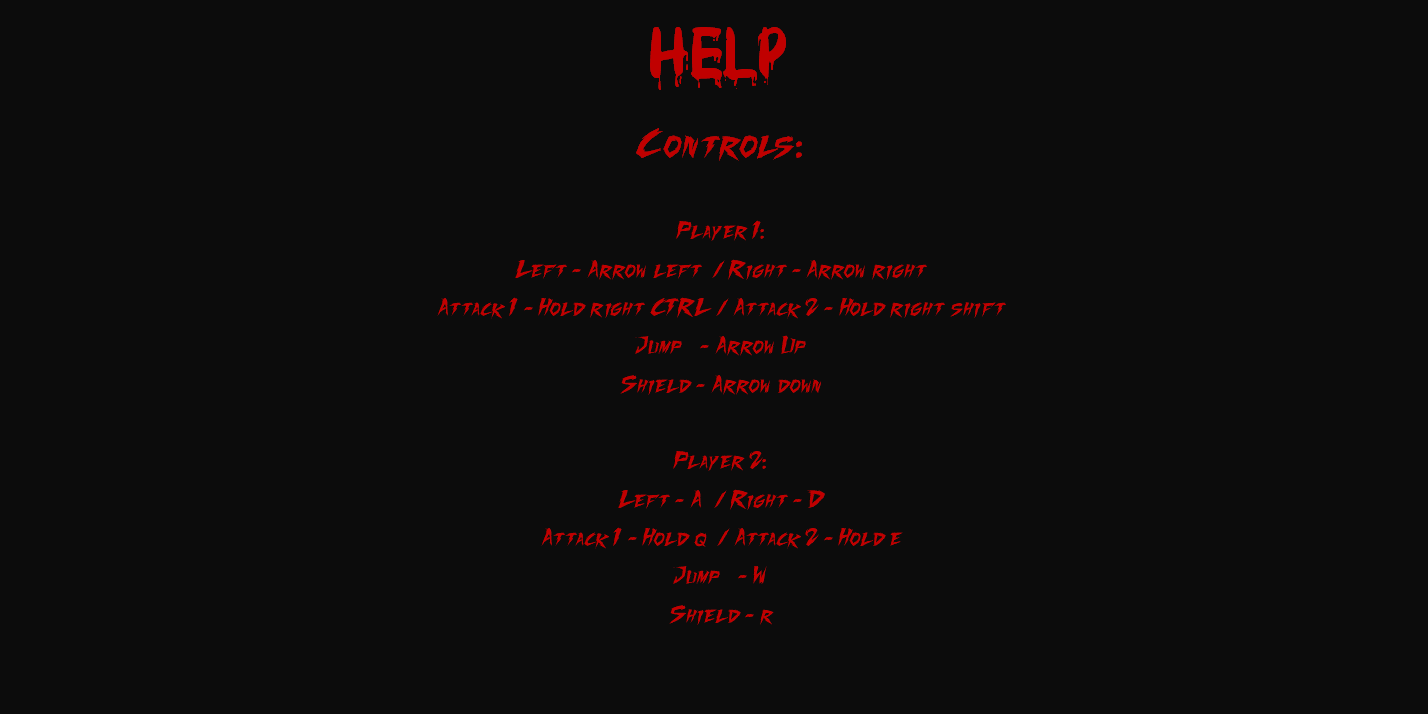 HELP
Controls:
Player 1:
Left - Arrow left / Right - Arrow right
Attack 1 - Hold right CTRL / Attack 2 - Hold right shift
Jump - Arrow Up
Shield - Arrow down
Player 2:
Left - A / Right - D
Attack 1 - Hold q / Attack 2 - Hold E
Jump - W
Shield - r